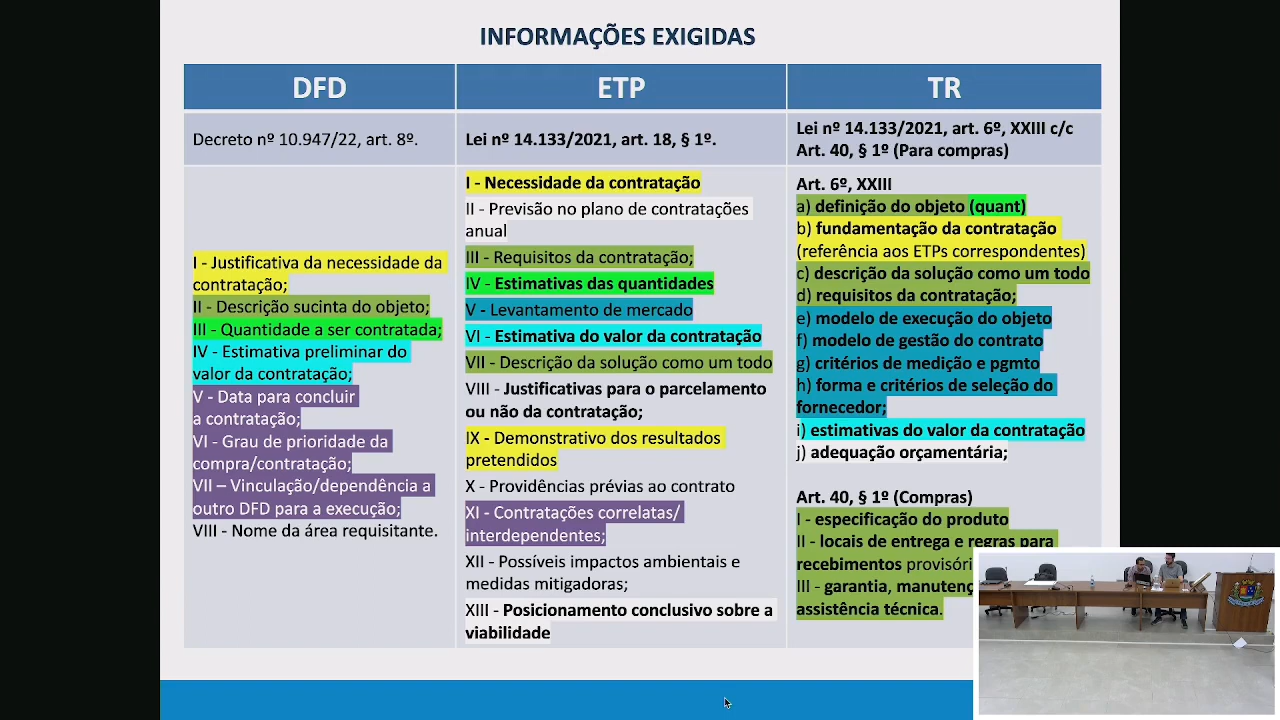 INFORMAÇÕES EXIGIDAS
DFD
ETP
TR
Decreto nº 10.947/22, art. 8º.
Lei nº 14.133/2021, art. 18, § 1º.
Lei nº 14.133/2021, art. 6º, XXIII c/c
Art. 40, § 1º (Para compras)
I - Justificativa da necessidade da
contratação;
II - Descrição sucinta do objeto;
III - Quantidade a ser contratada;
IV - Estimativa preliminar do
valor da contratação;
V - Data para concluir
a contratação;
VI - Grau de prioridade da
compra/contratação;
VII – Vinculação/dependência a
outro DFD para a execução;
VIII - Nome da área requisitante.
I - Necessidade da contratação
II - Previsão no plano de contratações
anual
III - Requisitos da contratação;
IV - Estimativas das quantidades
V - Levantamento de mercado
VI - Estimativa do valor da contratação
VII - Descrição da solução como um todo
VIII - Justificativas para o parcelamento
ou não da contratação;
IX - Demonstrativo dos resultados
pretendidos
X - Providências prévias ao contrato
XI - Contratações correlatas/
interdependentes;
XII - Possíveis impactos ambientais e
medidas mitigadoras;
XIII - Posicionamento conclusivo sobre a
viabilidade
Art. 6º, XXIII
a) definição do objeto (quant)
b) fundamentação da contratação
(referência aos ETPs correspondentes)
c) descrição da solução como um todo
d) requisitos da contratação;
e) modelo de execução do objeto
f) modelo de gestão do contrato
g) critérios de medição e pgmto
h) forma e critérios de seleção do
fornecedor;
i) estimativas do valor da contratação
j) adequação orçamentária;
Art. 40, § 1º (Compras)
I - especificação do produto
II - locais de entrega e regras para
recebimentos provisóri
III - garantia, manutenç
assistência técnica.